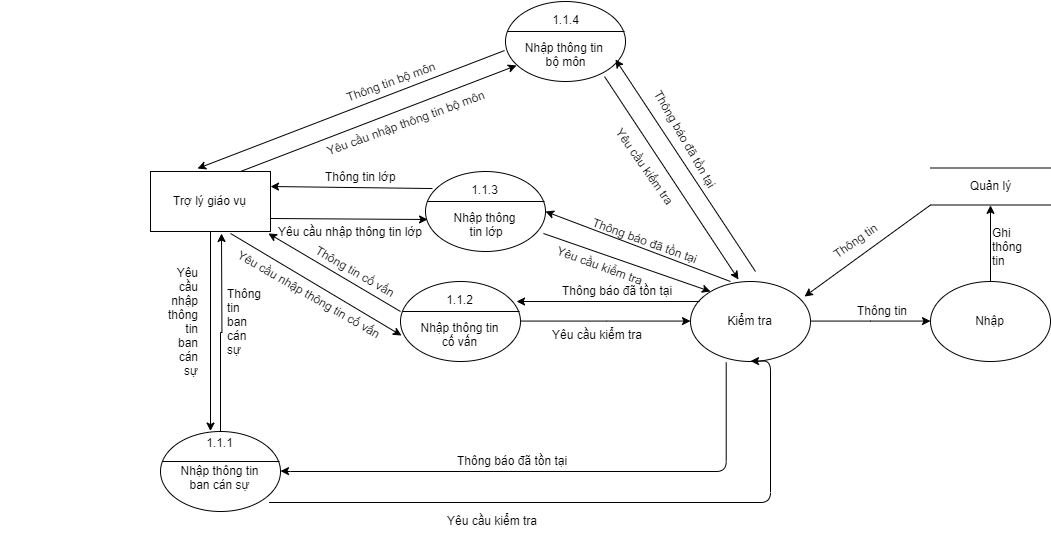 1.1.4
Nhập thông tin
bộ môn
Thông tin bộ môn
Yêu cầu nhập thông tin bộ môn
Thông báo đã tồn tại
Yêu cầu kiểm tra
Trợ lý giáo vụ
Thông tin lớp
Yêu cầu nhập thông tin lớp
1.1.3
Nhập thông
tin lớp
Thông báo đã tồn tại
Yêu cầu kiểm tra
Quản lý
Thông tin
Ghi
thông
tin
Thông tin cố vấn
Yêu cầu nhập thông tin cố vấn
1.1.2
Nhập thông tin
cố vấn
Thông báo đã tồn tại
Yêu cầu kiểm tra
Kiểm tra
Thông tin
Nhập
Yêu
cầu
nhập
thông
tin
ban
cán
sự
Thông
tin
ban
cán
sự
1.1.1
Nhập thông tin
ban cán sự
Thông báo đã tồn tại
Yêu cầu kiểm tra